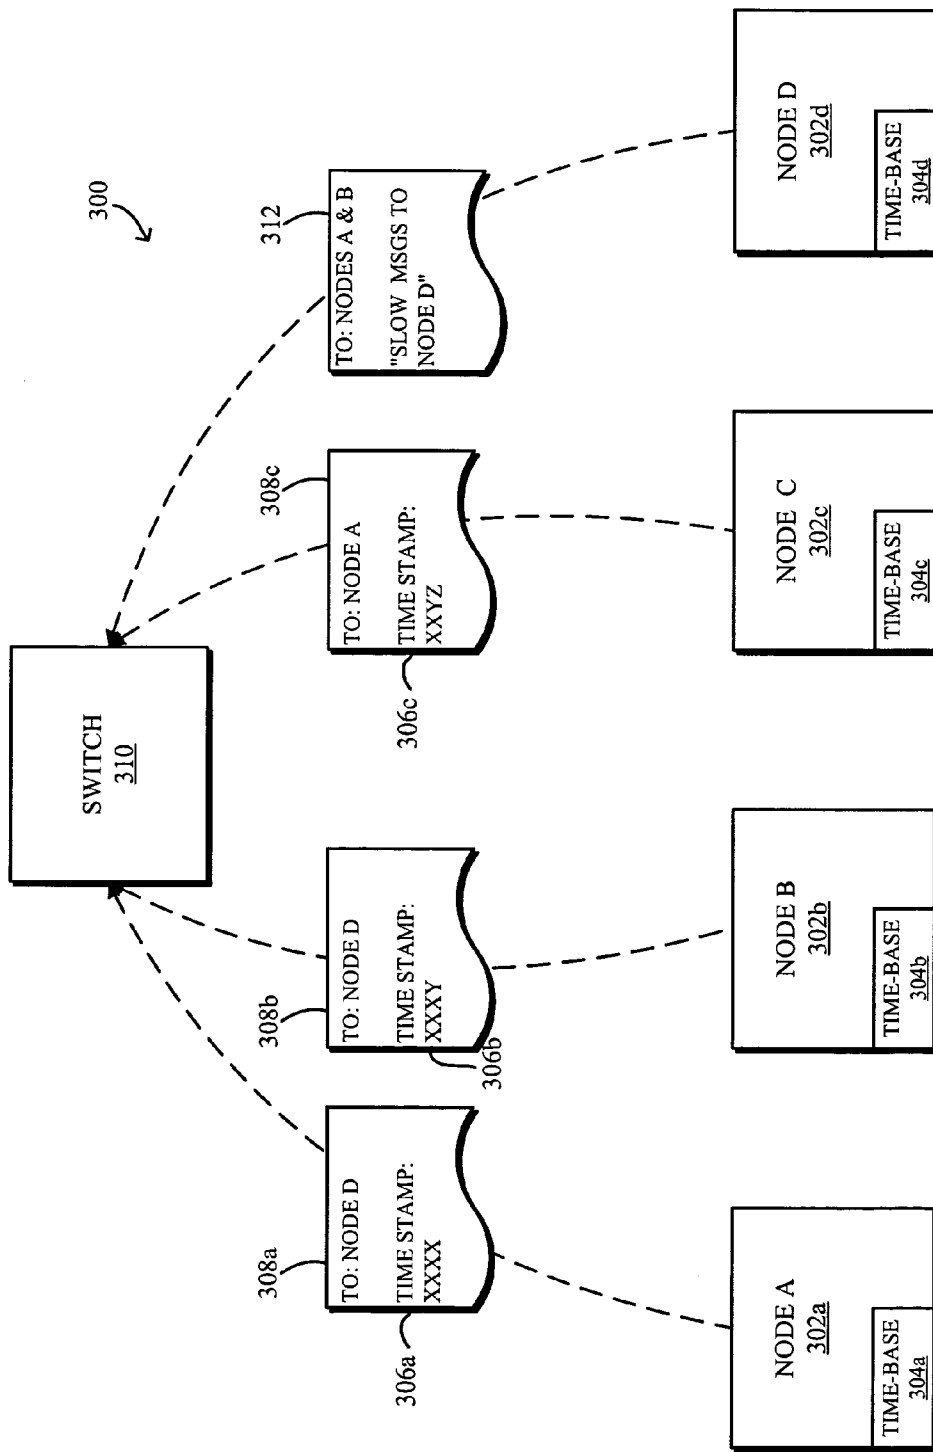 300
SWITCH
310
308a
TO: NODE D
TIME STAMP:
XXXX
306a
308b
TO: NODE D
TIME STAMP:
XXXY
306b
308c
TO: NODE A
TIME STAMP:
XXYZ
306c
312
TO: NODES A & B
"SLOW MSGS TO
NODE D"
NODE A
302a
TIME-BASE
304a
NODE B
302b
TIME-BASE
304b
NODE C
302c
TIME-BASE
304c
NODE D
302d
TIME-BASE
304d